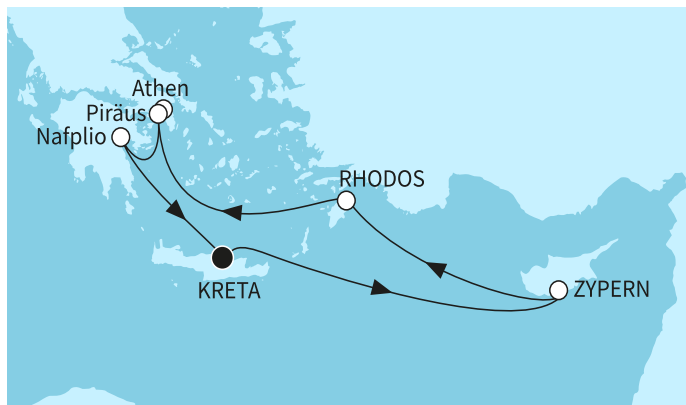 Athen
Piräus
Nafplio
RHODOS
KRETA
ZYPERN